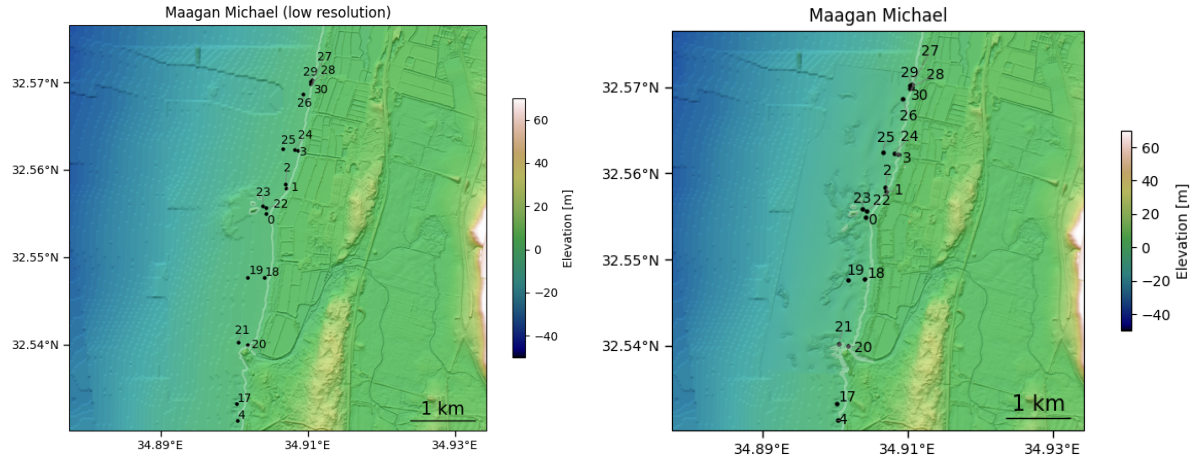 Maagan Michael (low resolution)
32.57°N
32.56°N
32.55°N
32.54°N
27
29
28
30
26
24
25
3
2
1
23
22
0
19
18
21
20
17
4
1 km
34.89°E
34.91°E
34.93°E
60
40
20
0
−20
−40
Elevation [m]
Maagan Michael
32.57°N
32.56°N
32.55°N
32.54°N
27
29
28
30
26
24
25
3
2
1
23
22
0
19
18
21
20
17
4
1 km
34.89°E
34.91°E
34.93°E
60
40
20
0
−20
−40
Elevation [m]